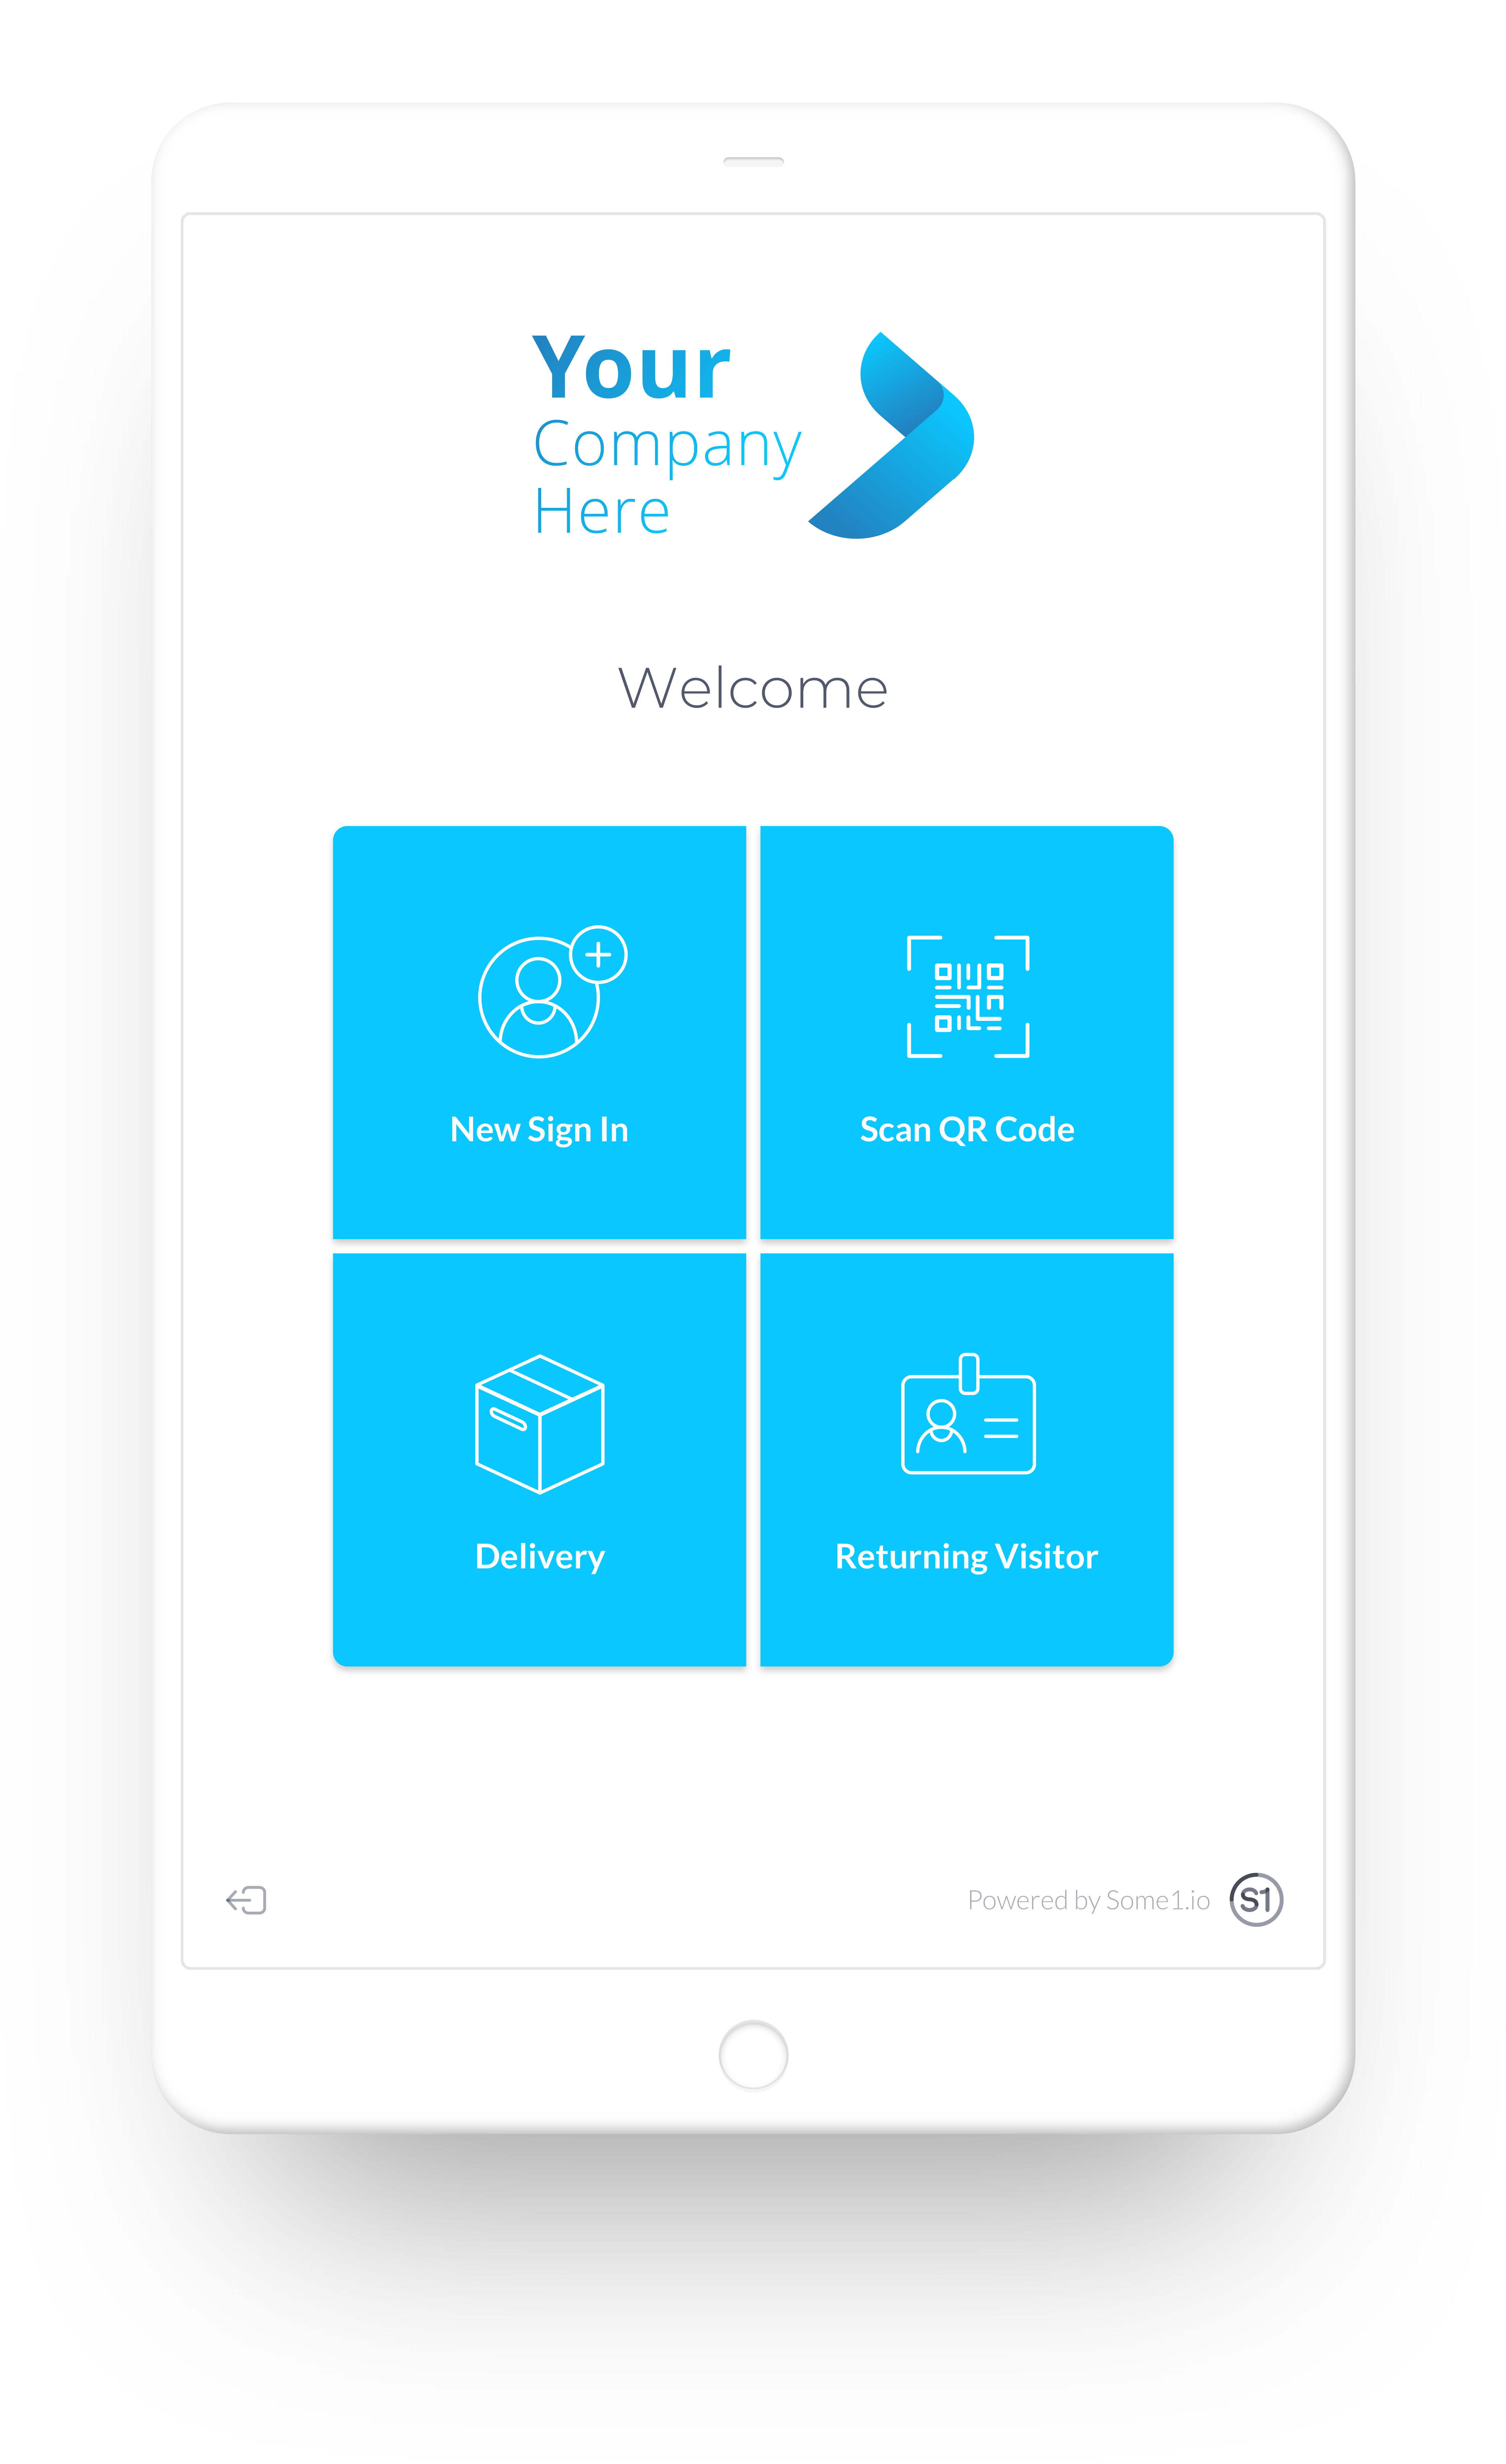 Your
Company
Here
Welcome
New Sign In
Scan QR Code
Delivery
Returning Visitor
Powered by Some1.io
S1